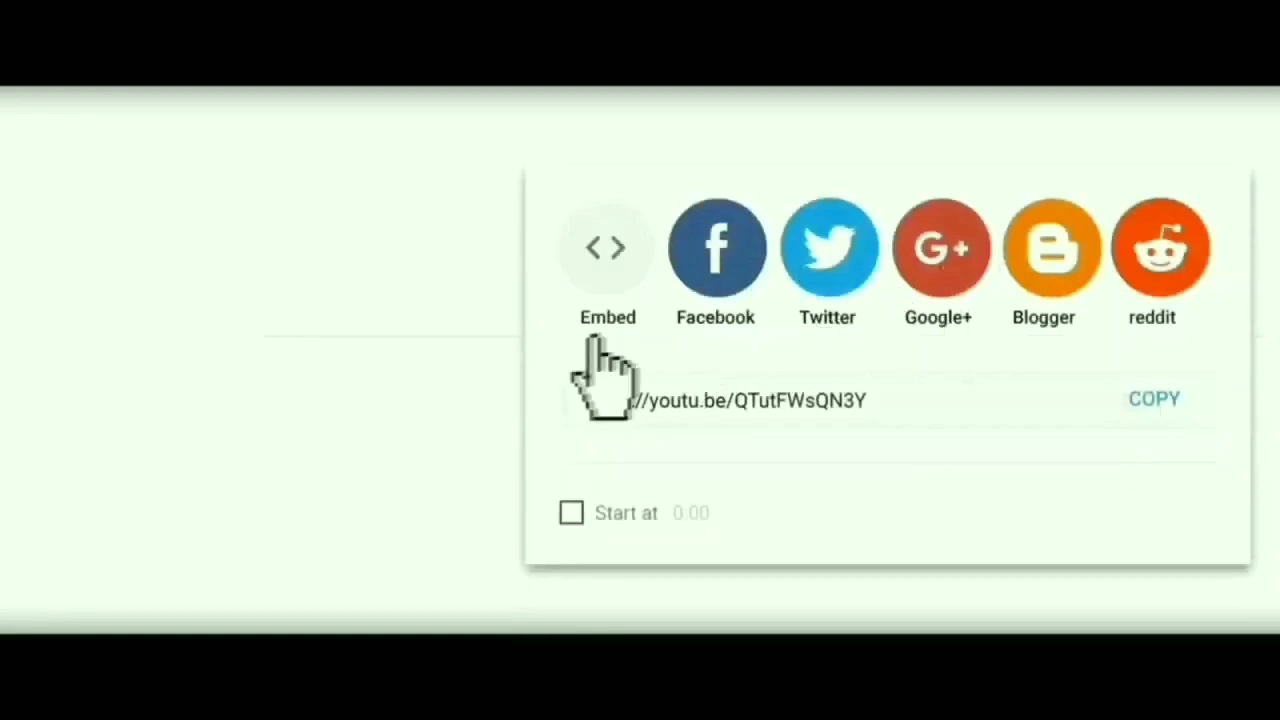 Embed Facebook Twitter Google+ Blogger reddit
//youtu.be/QTutFWsQN3Y COPY
Start at 0:00